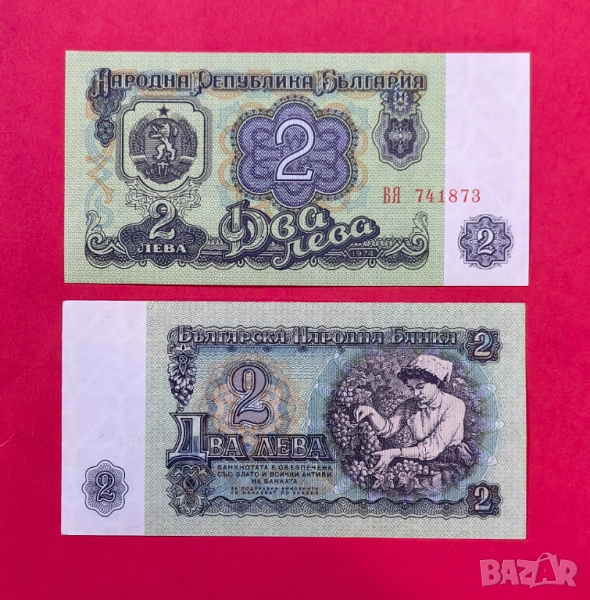 Народна Република България
2
ВЯ 741873
2
ЛЕВА
Два
лева
1974
2
Българска Народна Банка
2
2
Два лева
БАНКНОТАТА Е ОБЕЗПЕЧЕНА
СЪС ЗЛАТО И ВСИЧКИ АКТИВИ
НА БАНКАТА
2
2
BAZAR